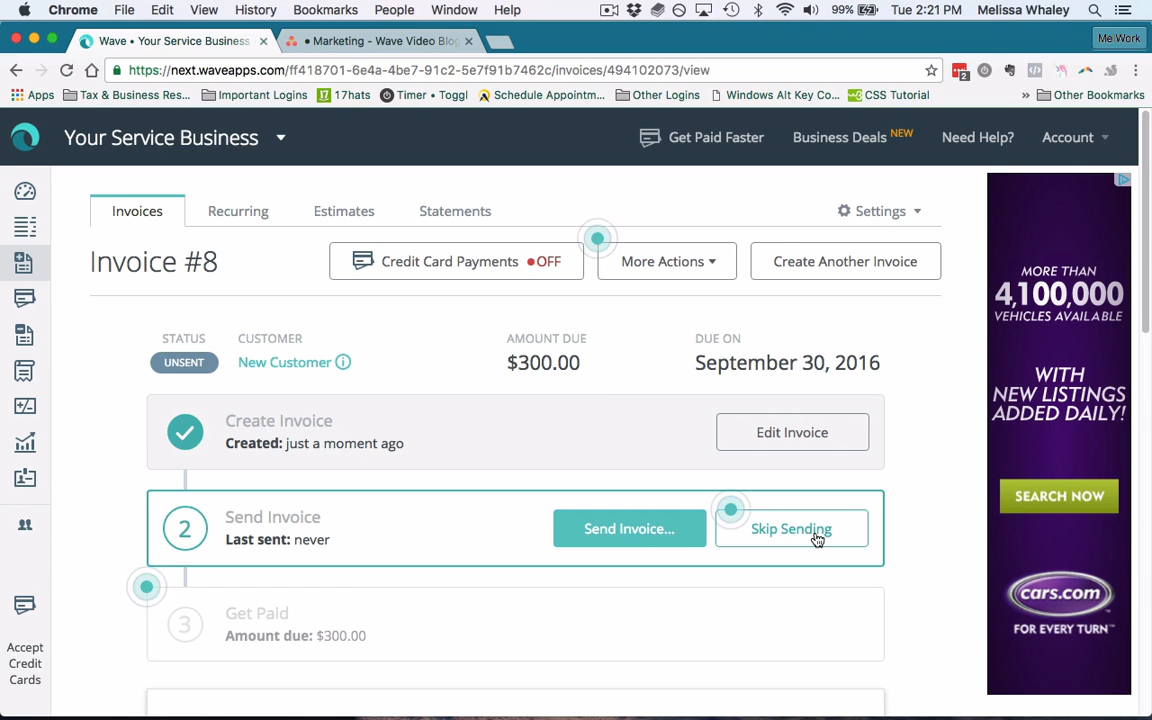 Chrome File Edit View History Bookmarks People Window Help 99% Tue 2:21 PM Melissa Whaley
Wave • Your Service Business × • Marketing - Wave Video Blog × Me Work
https://next.waveapps.com/ff418701-6e4a-4be7-91c2-5e7f91b7462c/invoices/494102073/view
2
Apps Tax & Business Res... Important Logins 17 17hats Timer • Toggl Schedule Appointm... Other Logins Windows Alt Key Co... CSS Tutorial » Other Bookmarks
Your Service Business Get Paid Faster Business Deals NEW Need Help? Account
Invoices Recurring Estimates Statements Settings
Invoice #8 Credit Card Payments •OFF More Actions Create Another Invoice
STATUS CUSTOMER AMOUNT DUE DUE ON
UNSENT New Customer $300.00 September 30, 2016
Create Invoice
Created: just a moment ago
Edit Invoice
2 Send Invoice
Last sent: never
Send Invoice... Skip Sending
3 Get Paid
Amount due: $300.00
Accept
Credit
Cards
MORE THAN
4,100,000
VEHICLES AVAILABLE
WITH
NEW LISTINGS
ADDED DAILY!
SEARCH NOW
cars.com
FOR EVERY TURN™